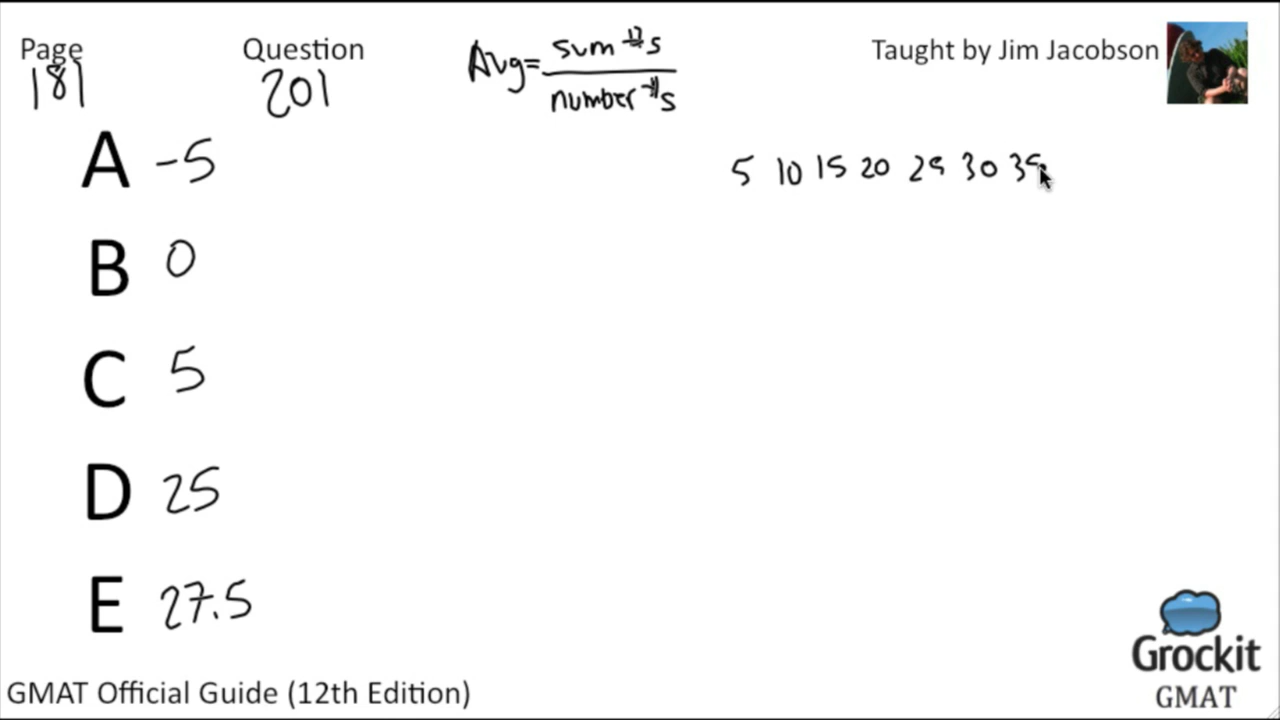 Page
181
Question
201
Avg = sum #s / number #s
Taught by Jim Jacobson
5 10 15 20 25 30 35
A -5
B 0
C 5
D 25
E 27.5
GMAT Official Guide (12th Edition)
Grockit
GMAT